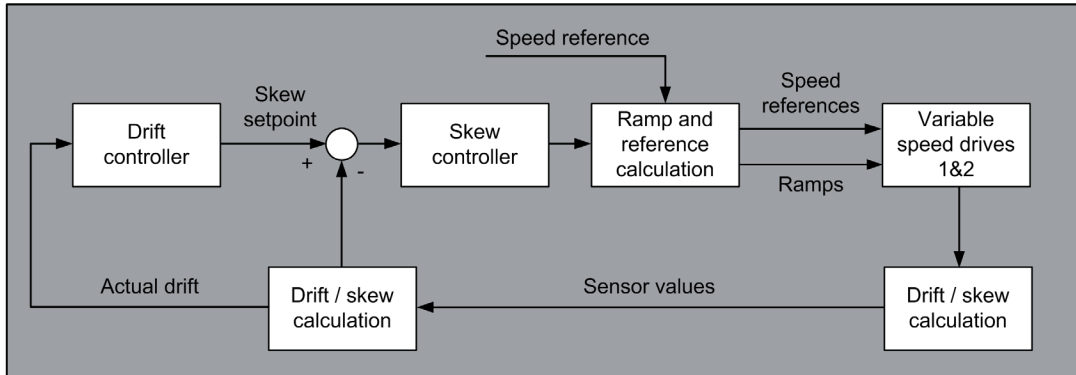 Speed reference
Skew
setpoint
Speed
references
Drift
controller
+
-
Skew
controller
Ramp and
reference
calculation
Variable
speed drives
1&2
Ramps
Actual drift
Drift / skew
calculation
Sensor values
Drift / skew
calculation